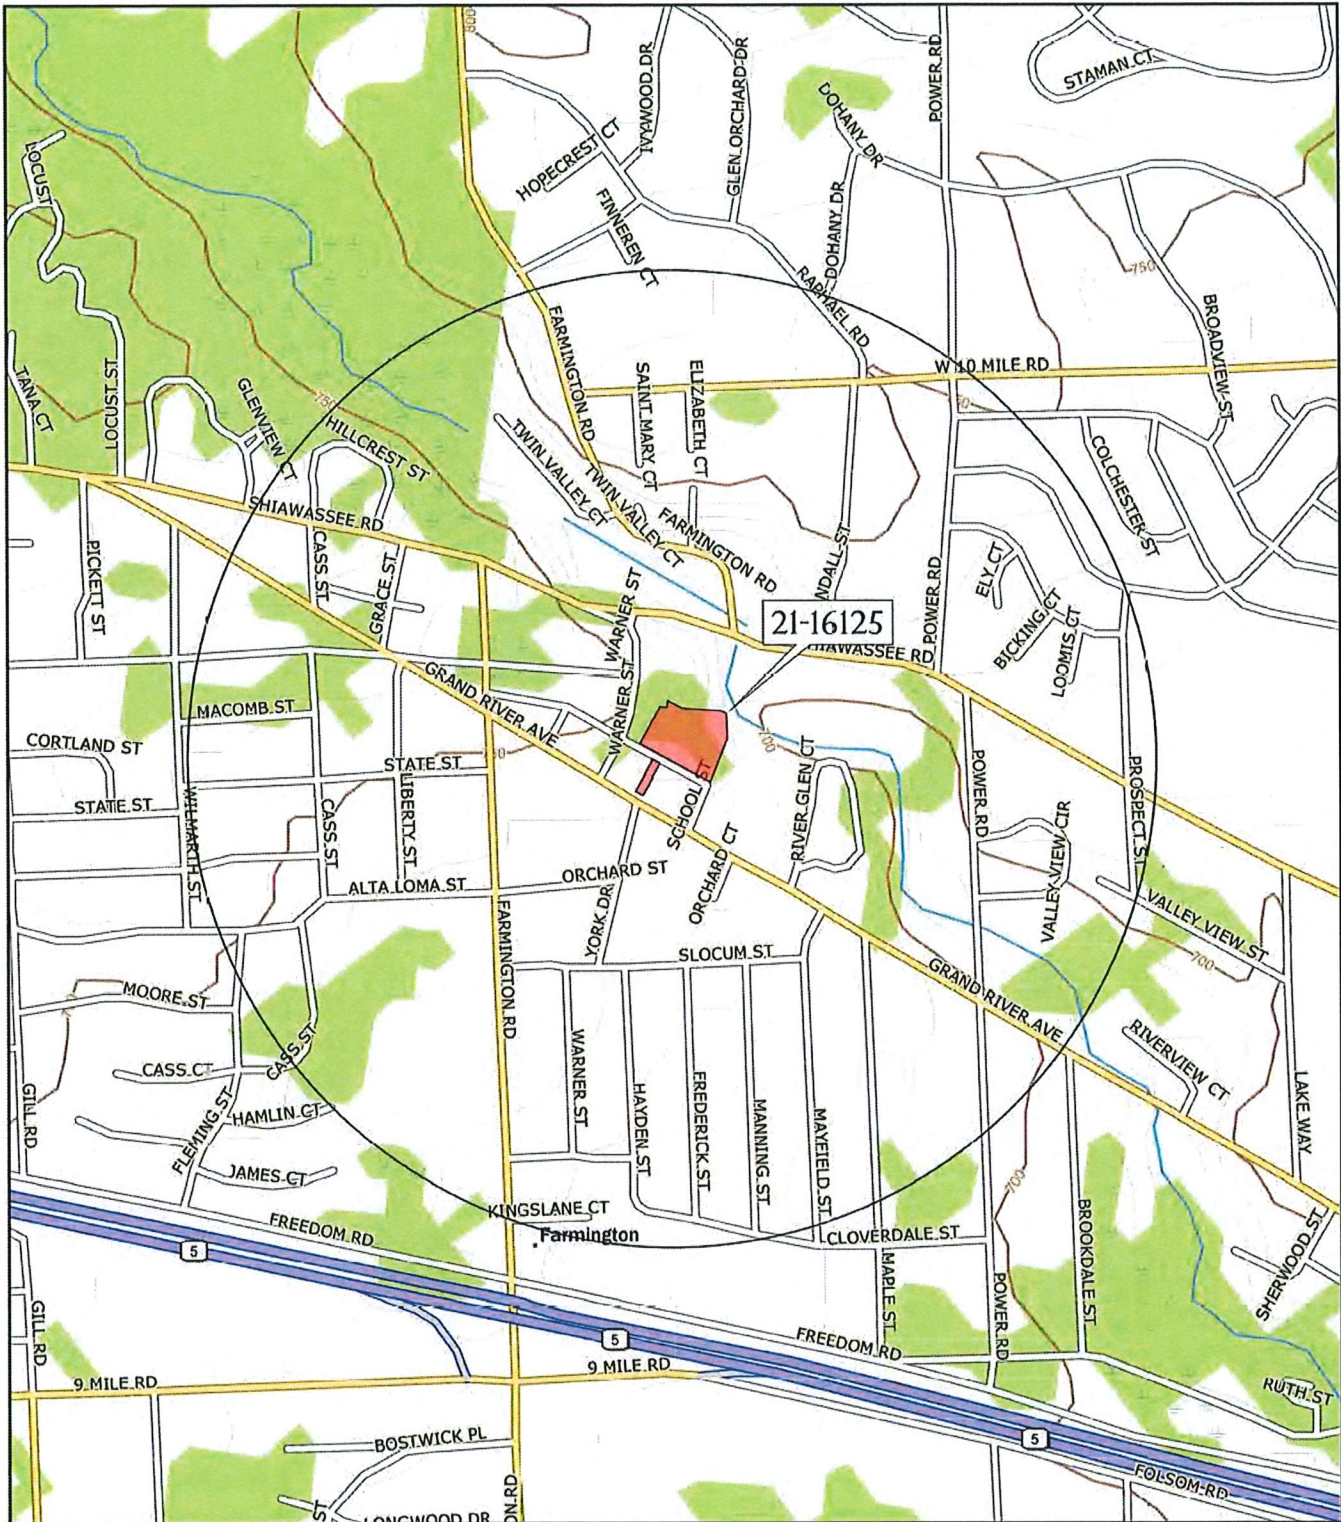 800
IVYWOOD DR
GLEN ORCHARD DR
POWER RD
STAMAN CT
DOHANY DR
HOPECREST CT
LOCUST
FINNEREN CT
DOHANY DR
750
RAPHAEL RD
BROADVIEW ST
FARMINGTON RD
TANA CT
LOCUST ST
SAINT MARY CT
ELIZABETH CT
W 10 MILE RD
GLENVIEW CT
750
HILLCREST ST
TWIN VALLEY CT
COLCHESTER ST
SHIAWASSEE RD
TWIN VALLEY CT
FARMINGTON RD
PICKETT ST
CASS ST
GRACE ST
WARNER ST
NDALL ST
POWER RD
ELY CT
BICKING CT
LOOMIS CT
21-16125
HIAWASSEE RD
GRAND RIVER AVE
WARNER ST
MACOMB ST
CORTLAND ST
700
STATE ST
SCHOOL ST
RIVER GLEN CT
POWER RD
PROSPECT ST
STATE ST
WILMARTH ST
CASS ST
LIBERTY ST
ORCHARD CT
VALLEY VIEW CIR
ALTA LOMA ST
ORCHARD ST
YORK DR
VALLEY VIEW ST
FARMINGTON RD
SLOCUM ST
700
GRAND RIVER AVE
MOORE ST
CASS ST
WARNER ST
RIVERVIEW CT
CASS CT
GILL RD
HAMLIN CT
FLEMING ST
HAYDEN ST
FREDERICK ST
MANNING ST
MAYFIELD ST
LAKE WAY
JAMES CT
700
KINGSLANE CT
FREEDOM RD
Farmington
CLOVERDALE ST
BROOKDALE ST
SHERWOOD ST
5
MAPLE ST
POWER RD
GILL RD
5
FREEDOM RD
9 MILE RD
9 MILE RD
RUTH ST
BOSTWICK PL
5
FOLSOM RD
ST
LONGWOOD DR
ON RD